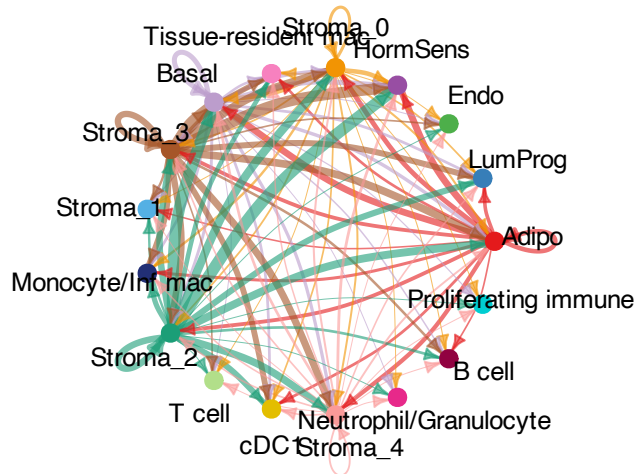 Stroma_0
Tissue-resident mac
HormSens
Basal
Endo
Stroma_3
LumProg
Stroma_1
Adipo
Monocyte/Inf mac
Proliferating immune
Stroma_2
B cell
T cell
Neutrophil/Granulocyte
cDC1
Stroma_4